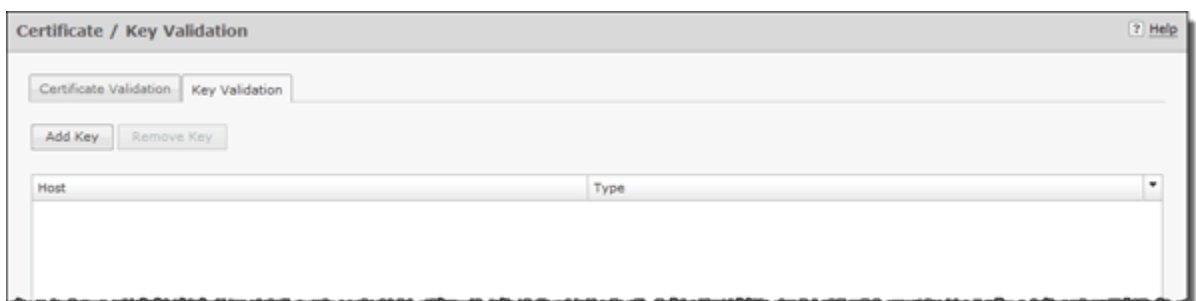 Certificate / Key Validation ? Help
Certificate Validation Key Validation
Add Key Remove Key
Host Type